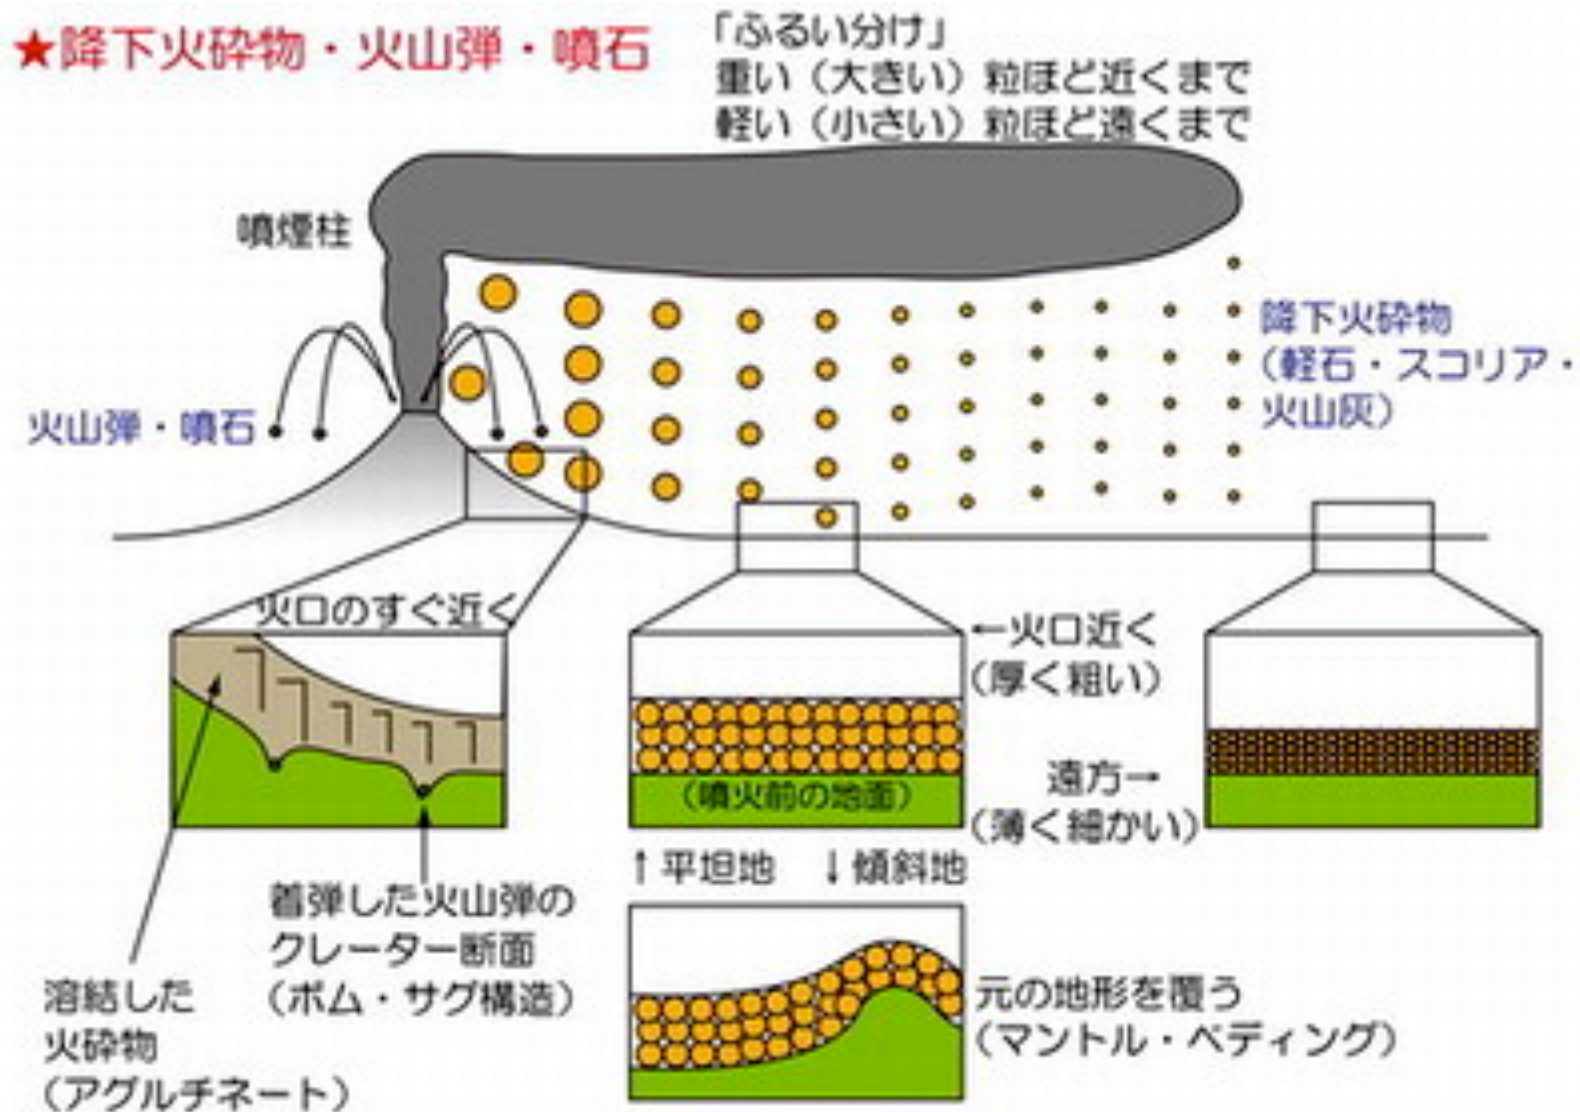 ★降下火砕物・火山弾・噴石
「ふるい分け」
重い（大きい）粒ほど近くまで
軽い（小さい）粒ほど遠くまで
噴煙柱
火山弾・噴石
降下火砕物
（軽石・スコリア・
火山灰）
火口のすぐ近く
←火口近く
（厚く粗い）
（噴火前の地面）
遠方→
（薄く細かい）
↑平坦地　↓傾斜地
着弾した火山弾の
クレーター断面
（ボム・サグ構造）
溶結した
火砕物
（アグルチネート）
元の地形を覆う
（マントル・ベディング）